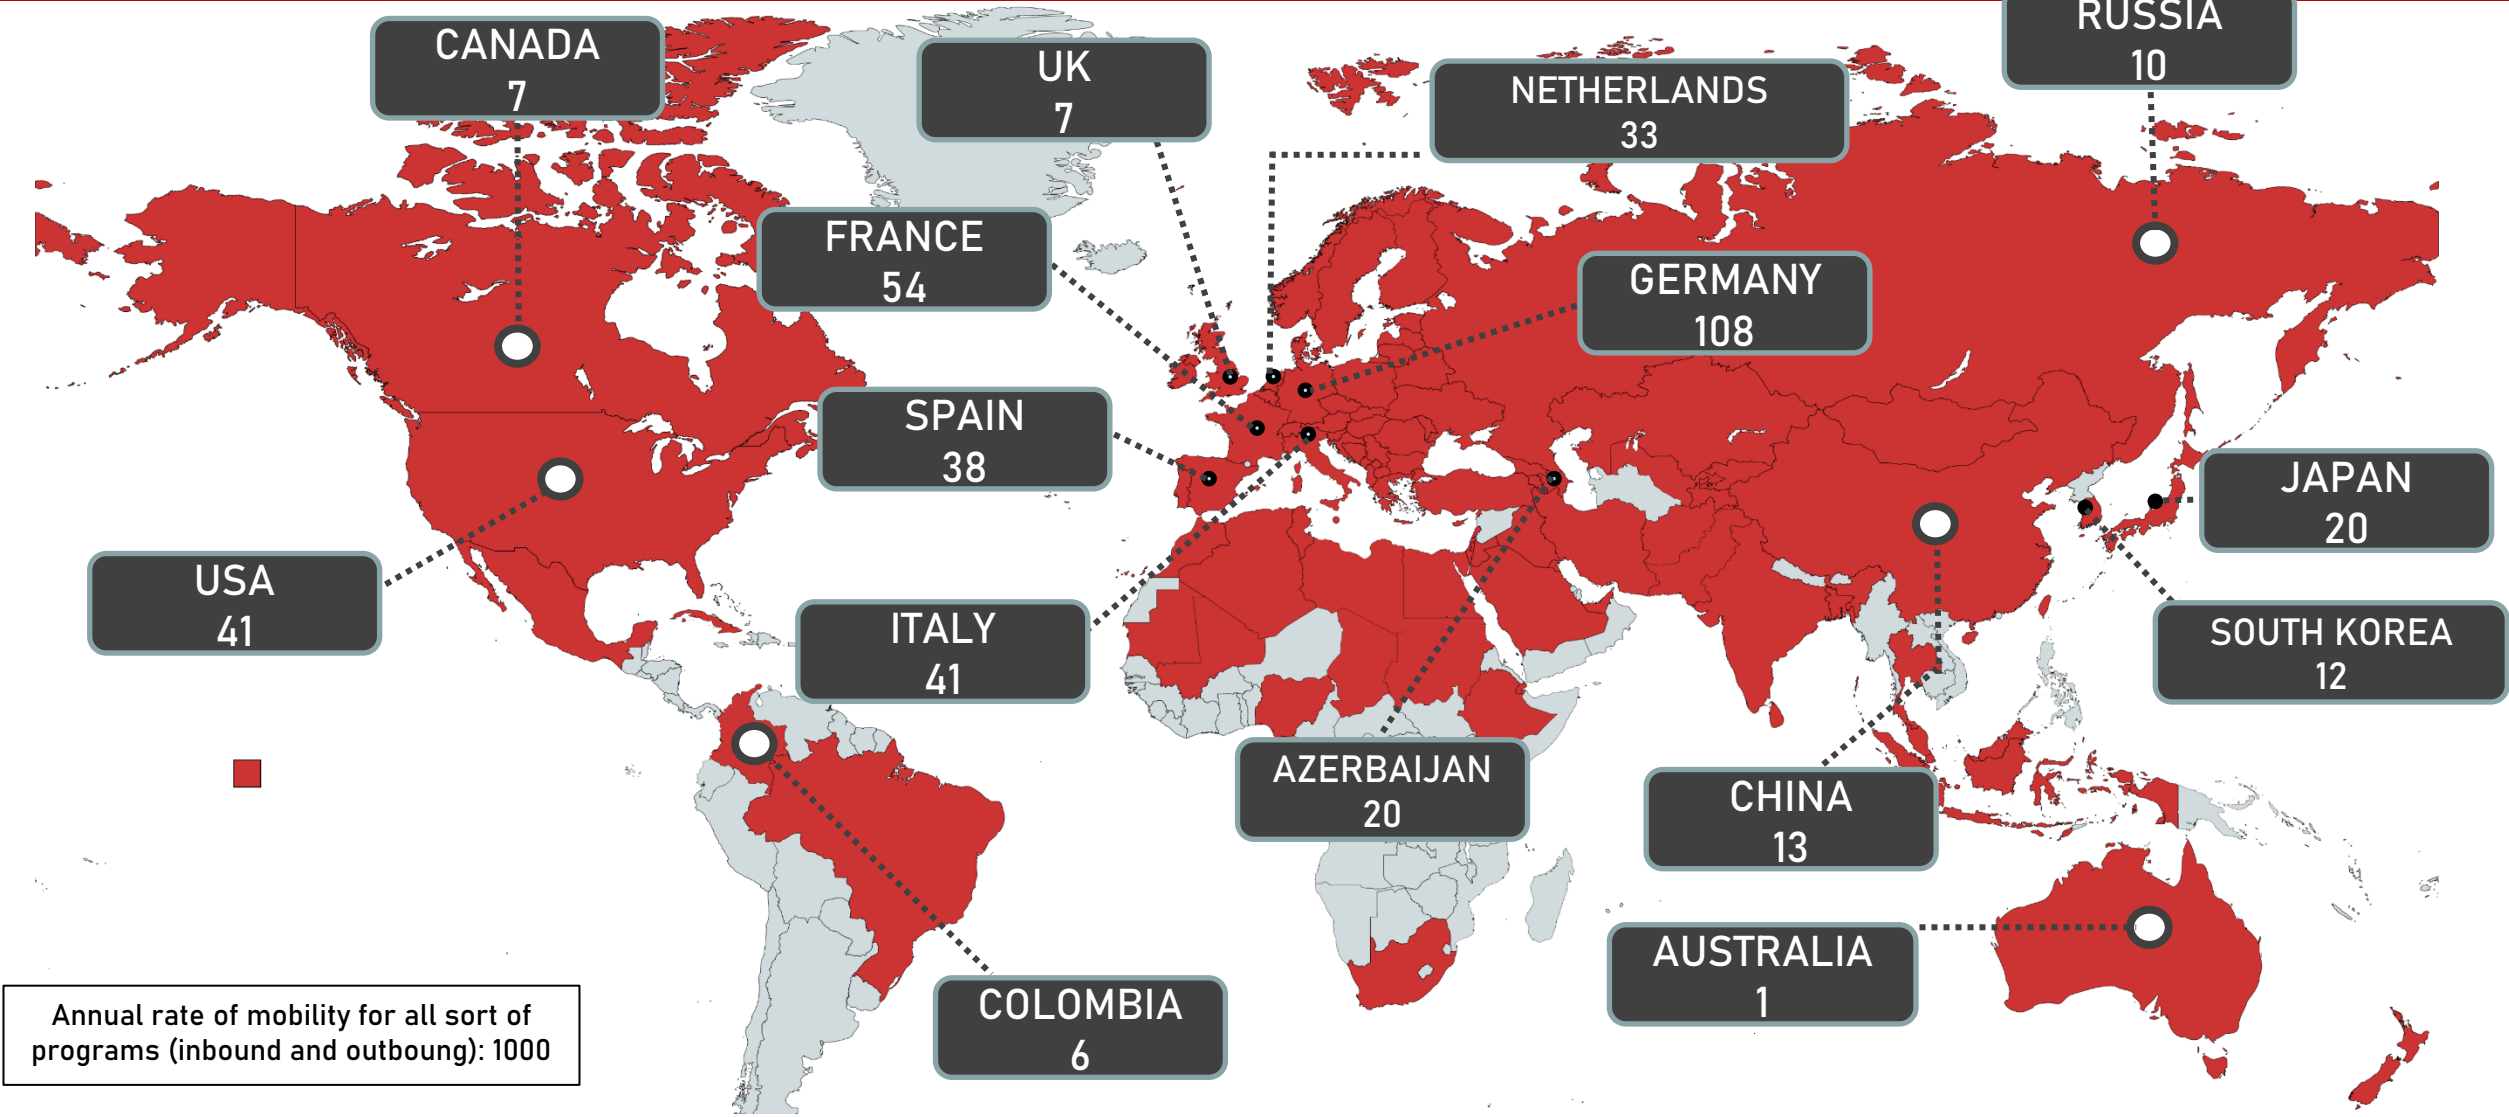 RUSSIA
10
CANADA
7
UK
7
NETHERLANDS
33
FRANCE
54
GERMANY
108
SPAIN
38
JAPAN
20
USA
41
ITALY
41
SOUTH KOREA
12
AZERBAIJAN
20
CHINA
13
AUSTRALIA
1
COLOMBIA
6
Annual rate of mobility for all sort of
programs (inbound and outboung): 1000